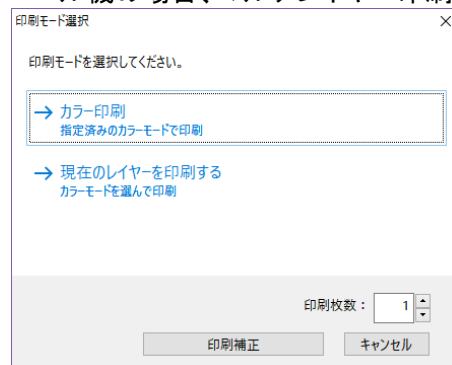 印刷モード選択
印刷モードを選択してください。
→ カラー印刷
指定済みのカラーモードで印刷
→ 現在のレイヤーを印刷する
カラーモードを選んで印刷
印刷枚数： 1
印刷補正 キャンセル